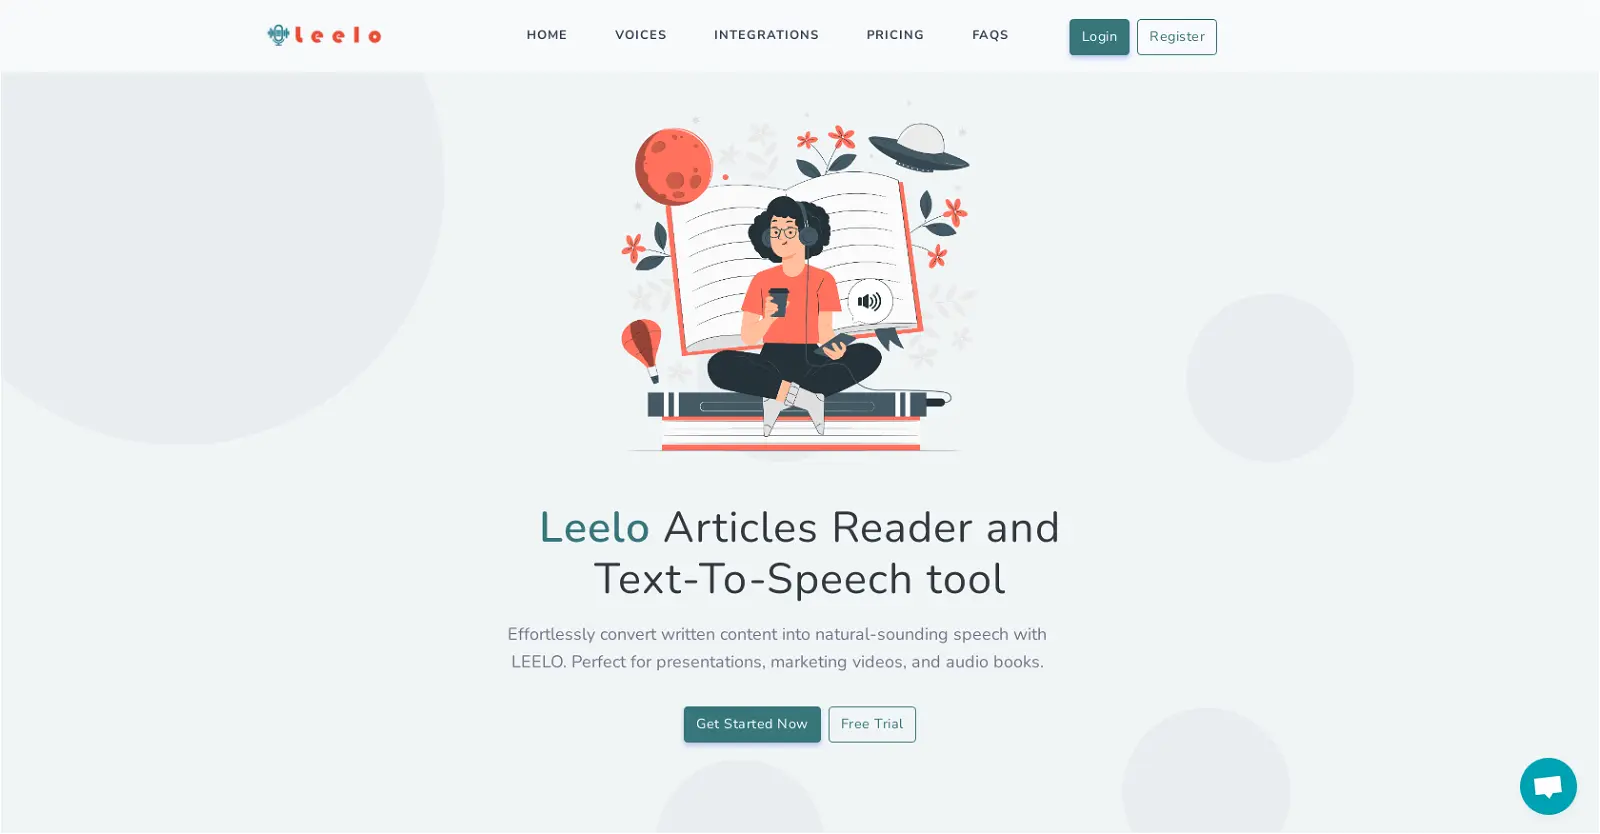 Leelo
HOME
VOICES
INTEGRATIONS
PRICING
FAQS
Login
Register
Leelo Articles Reader and
Text-To-Speech tool
Effortlessly convert written content into natural-sounding speech with
LEELO. Perfect for presentations, marketing videos, and audio books.
Get Started Now
Free Trial